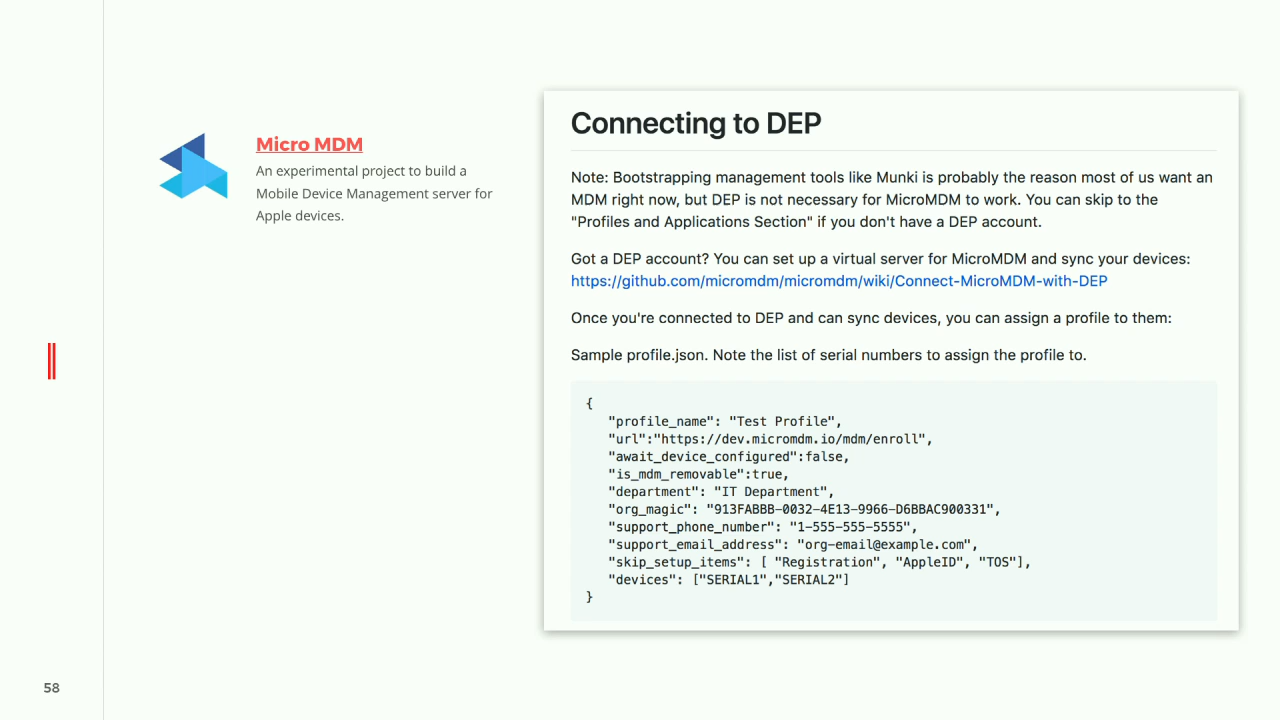 Micro MDM
An experimental project to build a
Mobile Device Management server for
Apple devices.
Connecting to DEP
Note: Bootstrapping management tools like Munki is probably the reason most of us want an
MDM right now, but DEP is not necessary for MicroMDM to work. You can skip to the
"Profiles and Applications Section" if you don't have a DEP account.
Got a DEP account? You can set up a virtual server for MicroMDM and sync your devices:
https://github.com/micromdm/micromdm/wiki/Connect-MicroMDM-with-DEP
Once you're connected to DEP and can sync devices, you can assign a profile to them:
Sample profile.json. Note the list of serial numbers to assign the profile to.
{
"profile_name": "Test Profile",
"url":"https://dev.micromdm.io/mdm/enroll",
"await_device_configured":false,
"is_mdm_removable":true,
"department": "IT Department",
"org_magic": "913FABBB-0032-4E13-9966-D6BBAC900331",
"support_phone_number": "1-555-555-5555",
"support_email_address": "org-email@example.com",
"skip_setup_items": [ "Registration", "AppleID", "TOS"],
"devices": ["SERIAL1","SERIAL2"]
}
58